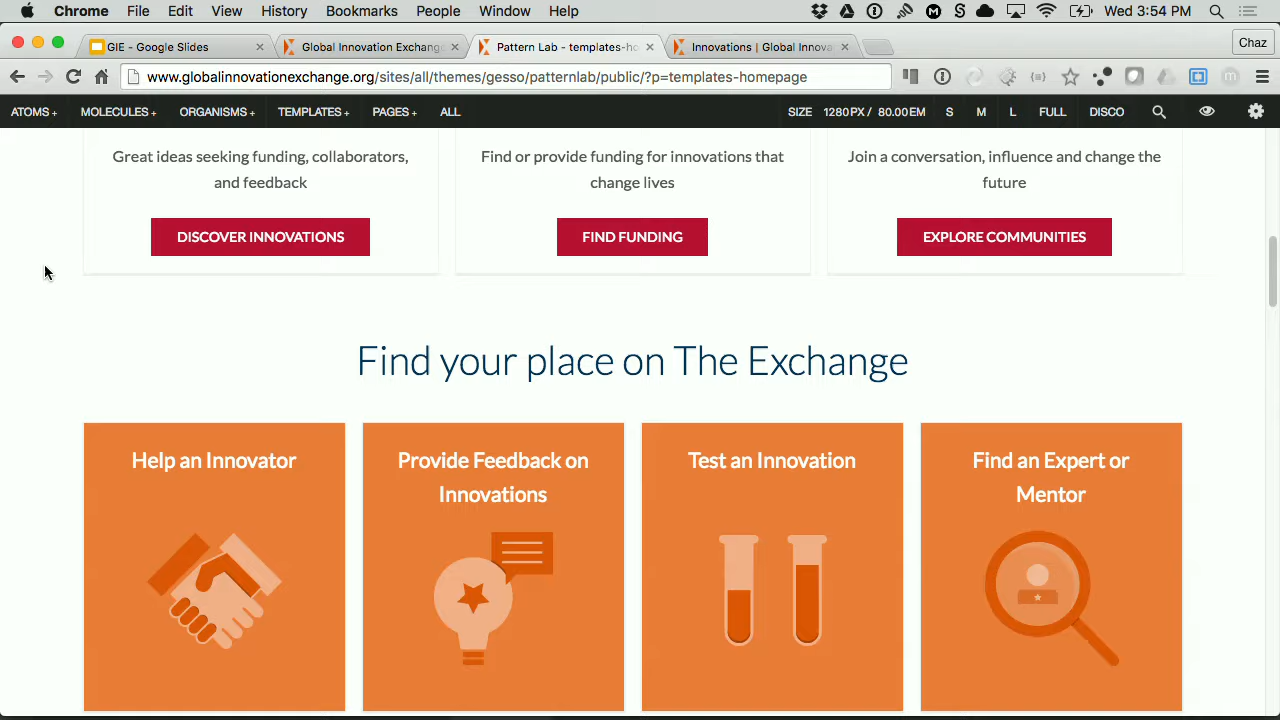 Chrome File Edit View History Bookmarks People Window Help Wed 3:54 PM
GIE - Google Slides Global Innovation Exchang Pattern Lab - templates-ho Innovations | Global Innova Chaz
www.globalinnovationexchange.org/sites/all/themes/gesso/patternlab/public/?p=templates-homepage
ATOMS + MOLECULES + ORGANISMS + TEMPLATES + PAGES + ALL SIZE 1280PX / 80.00EM S M L FULL DISCO
Great ideas seeking funding, collaborators,
and feedback
DISCOVER INNOVATIONS
Find or provide funding for innovations that
change lives
FIND FUNDING
Join a conversation, influence and change the
future
EXPLORE COMMUNITIES
Find your place on The Exchange
Help an Innovator
Provide Feedback on
Innovations
Test an Innovation
Find an Expert or
Mentor